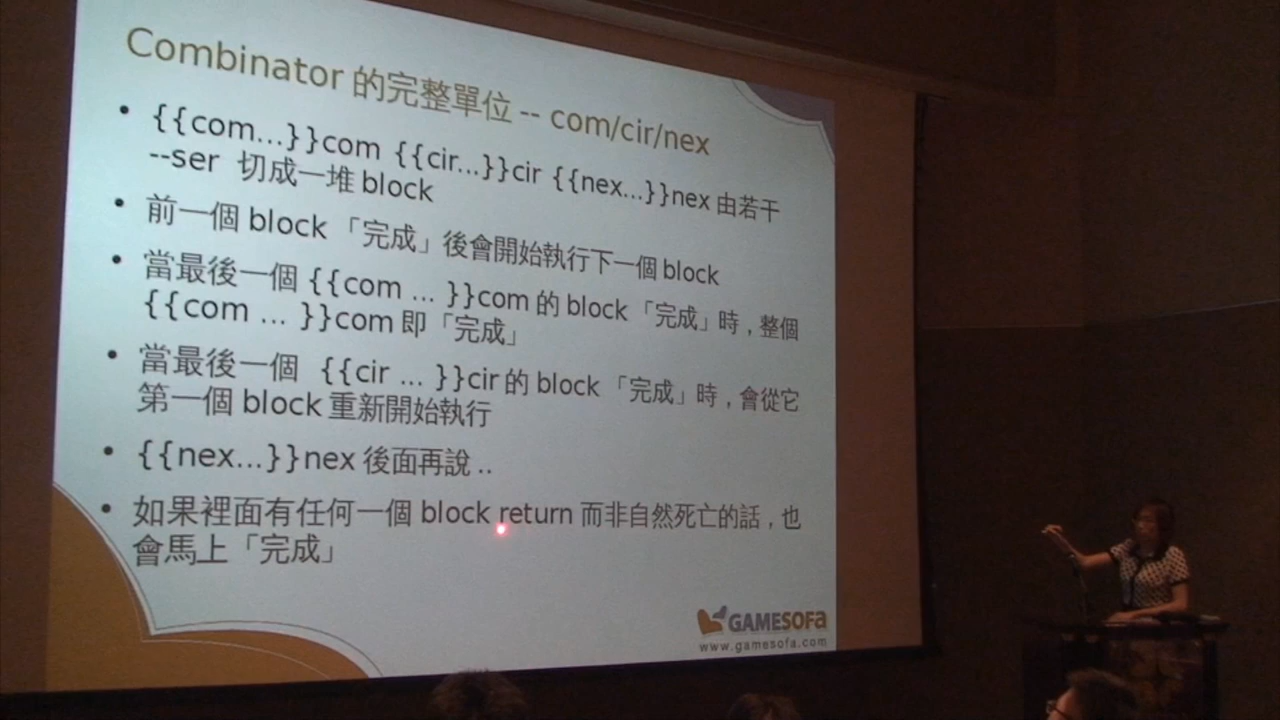 Combinator 的完整單位 -- com/cir/nex
• {{com...}}com {{cir...}}cir {{nex...}}nex 由若干
--ser 切成一堆 block
• 前一個 block 「完成」後會開始執行下一個 block
• 當最後一個 {{com ... }}com 的 block 「完成」時，整個
{{com ... }}com 即「完成」
• 當最後一個 {{cir ... }}cir 的 block 「完成」時，會從它
第一個 block 重新開始執行
• {{nex...}}nex 後面再說 ..
• 如果裡面有任何一個 block return 而非自然死亡的話，也
會馬上「完成」
GAMESOFA
www.gamesofa.com